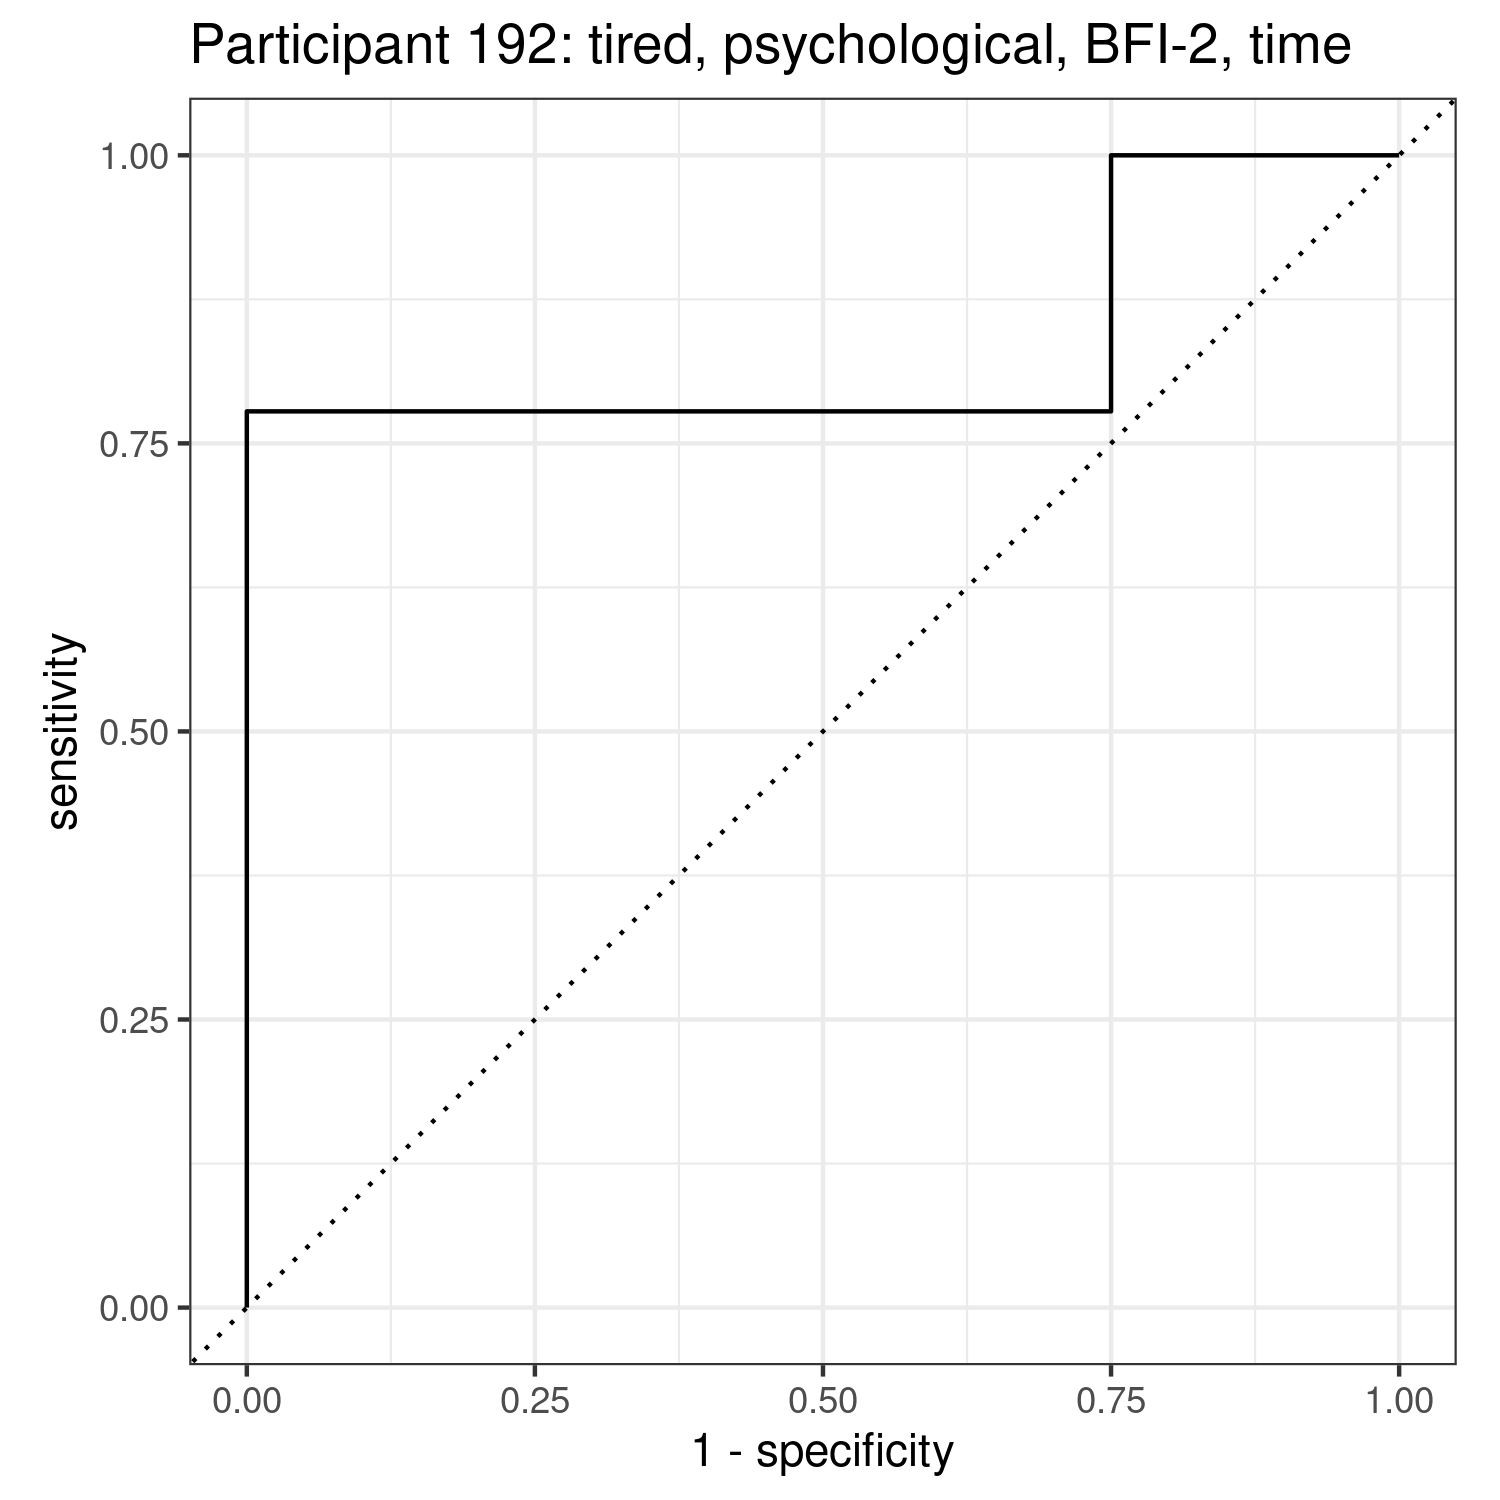 Participant 192: tired, psychological, BFI-2, time
1.00
0.75
0.50
0.25
0.00
sensitivity
0.00 0.25 0.50 0.75 1.00
1 - specificity